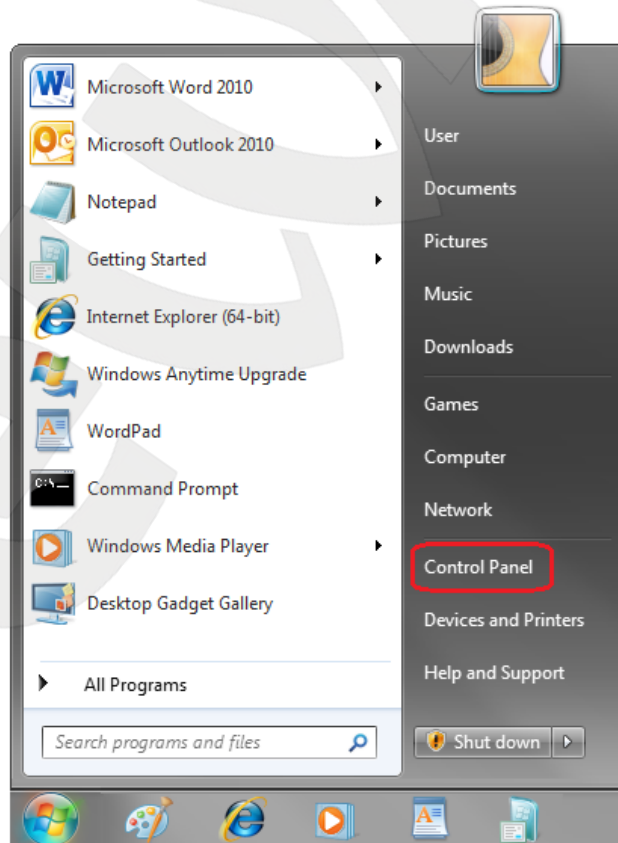 Microsoft Word 2010
Microsoft Outlook 2010
Notepad
Getting Started
Internet Explorer (64-bit)
Windows Anytime Upgrade
WordPad
C:\
Command Prompt
Windows Media Player
Desktop Gadget Gallery
All Programs
Search programs and files
User
Documents
Pictures
Music
Downloads
Games
Computer
Network
Control Panel
Devices and Printers
Help and Support
Shut down